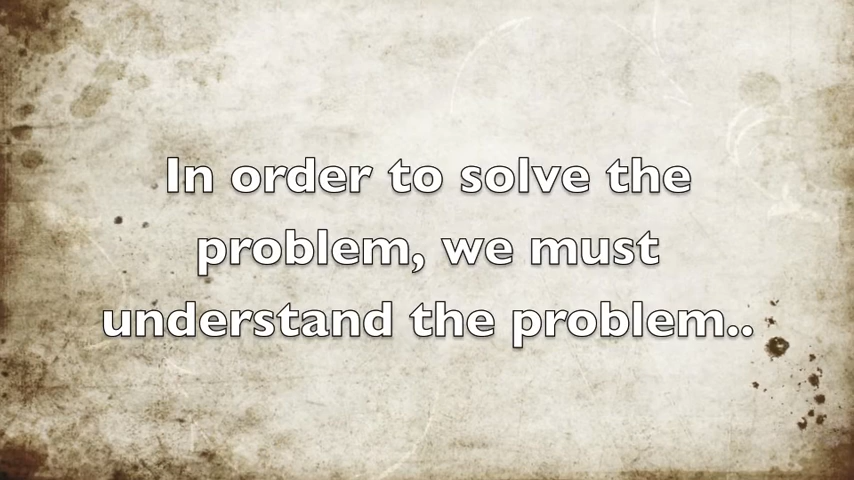 In order to solve the
problem, we must
understand the problem..